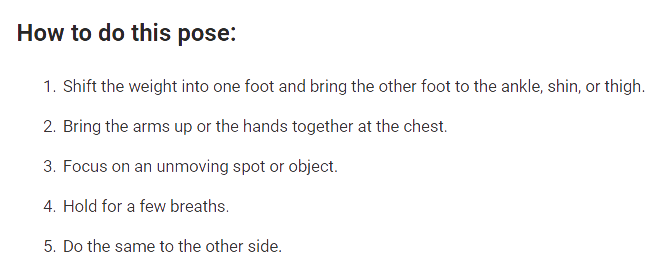 How to do this pose:
1. Shift the weight into one foot and bring the other foot to the ankle, shin, or thigh.
2. Bring the arms up or the hands together at the chest.
3. Focus on an unmoving spot or object.
4. Hold for a few breaths.
5. Do the same to the other side.